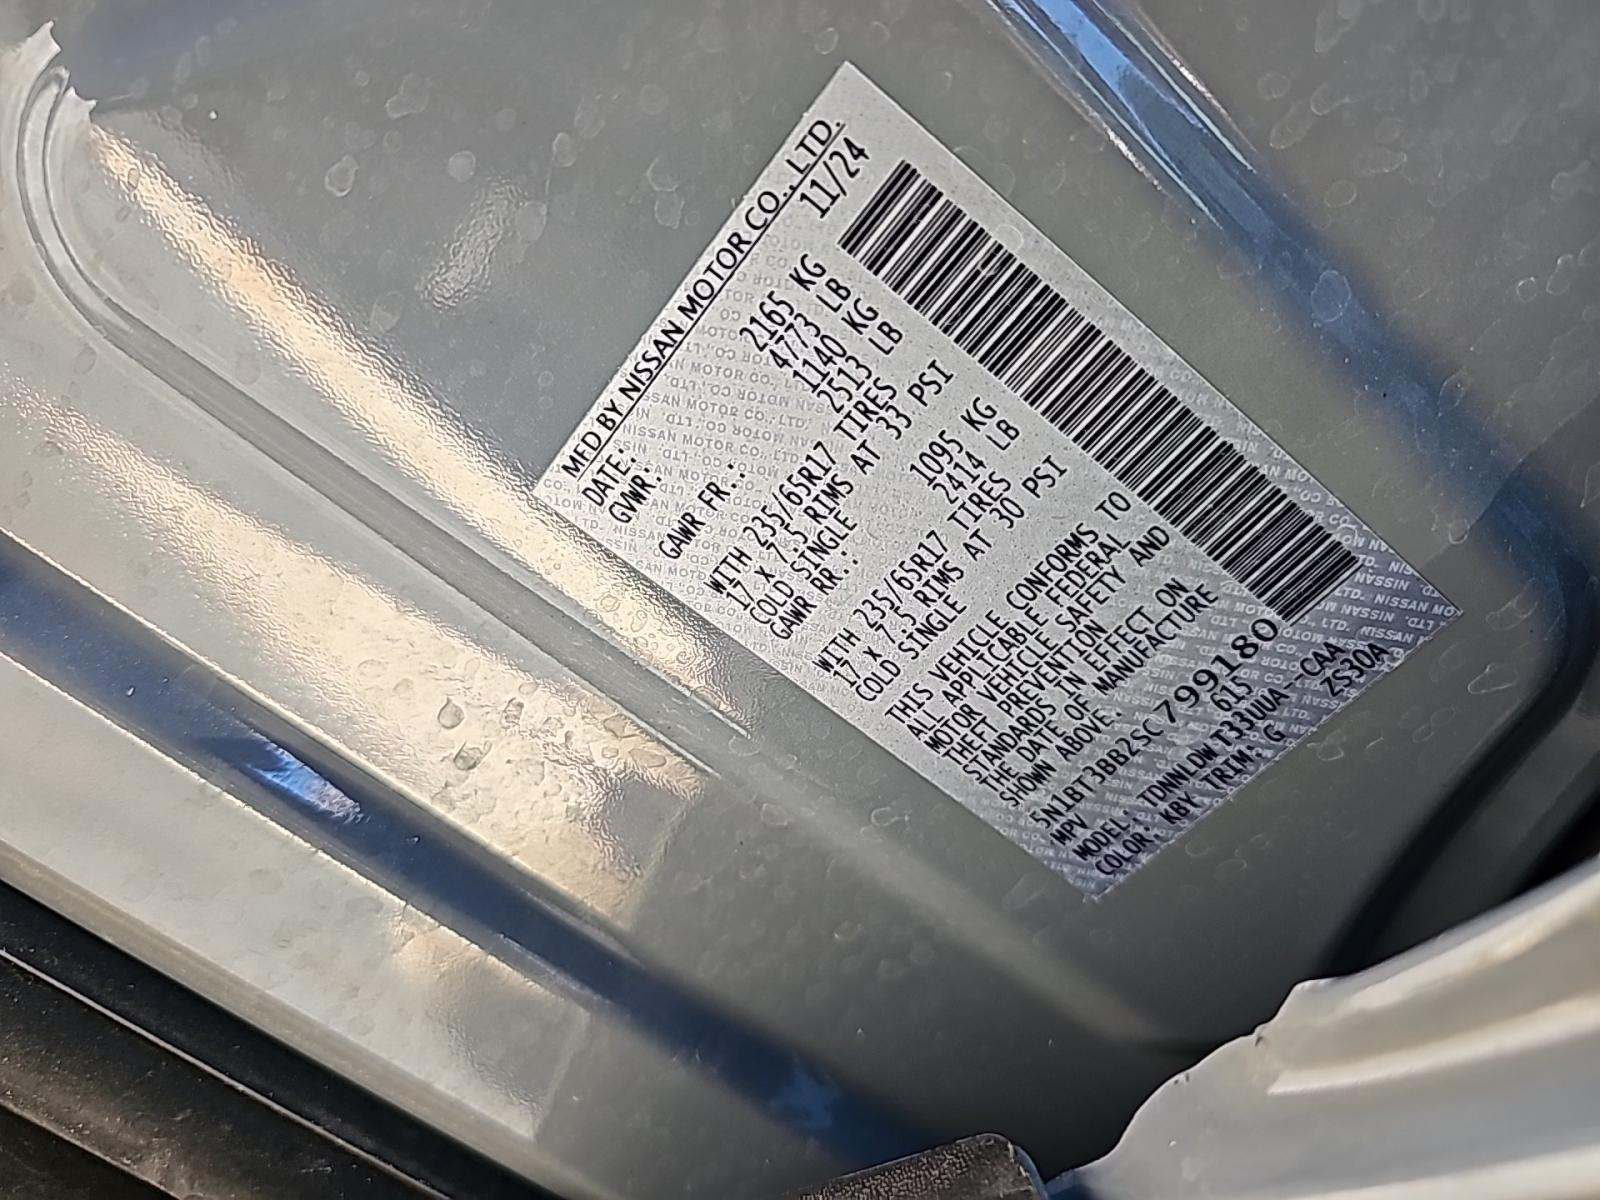 MFD BY NISSAN MOTOR CO., LTD.
DATE: 11/24
GVWR: 2165 KG
4773 LB
GAWR FR.: 1140 KG
2513 LB
WITH 235/65R17 TIRES
17 X 7.5 RIMS AT 33 PSI
COLD SINGLE
GAWR RR.: 1095 KG
2414 LB
WITH 235/65R17 TIRES
17 X 7.5 RIMS AT 30 PSI
COLD SINGLE
THIS VEHICLE CONFORMS TO
ALL APPLICABLE FEDERAL
MOTOR VEHICLE SAFETY AND
THEFT PREVENTION
STANDARDS IN EFFECT ON
THE DATE OF MANUFACTURE
SHOWN ABOVE.
5N1BT3BB2SC799180
MPV 615
MODEL: TDNNLDWT33UUA--CAA
COLOR: KBY TRIM: G ZS30A